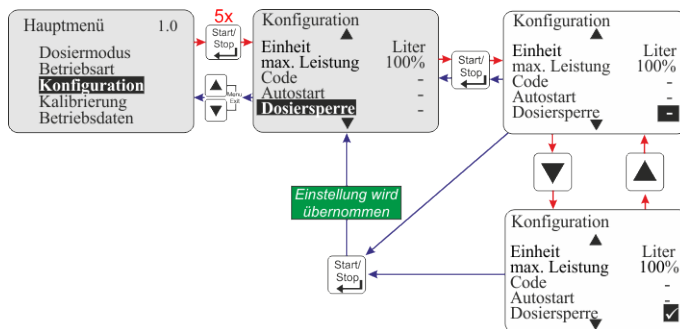 Hauptmenü 1.0
Dosiermodus
Betriebsart
Konfiguration
Kalibrierung
Betriebsdaten
5x
Start/
Stop
Menu
Exit
Konfiguration
Einheit Liter
max. Leistung 100%
Code -
Autostart -
Dosiersperre -
Start/
Stop
Konfiguration
Einheit Liter
max. Leistung 100%
Code -
Autostart -
Dosiersperre -
Einstellung wird
übernommen
Start/
Stop
Konfiguration
Einheit Liter
max. Leistung 100%
Code -
Autostart -
Dosiersperre ✓